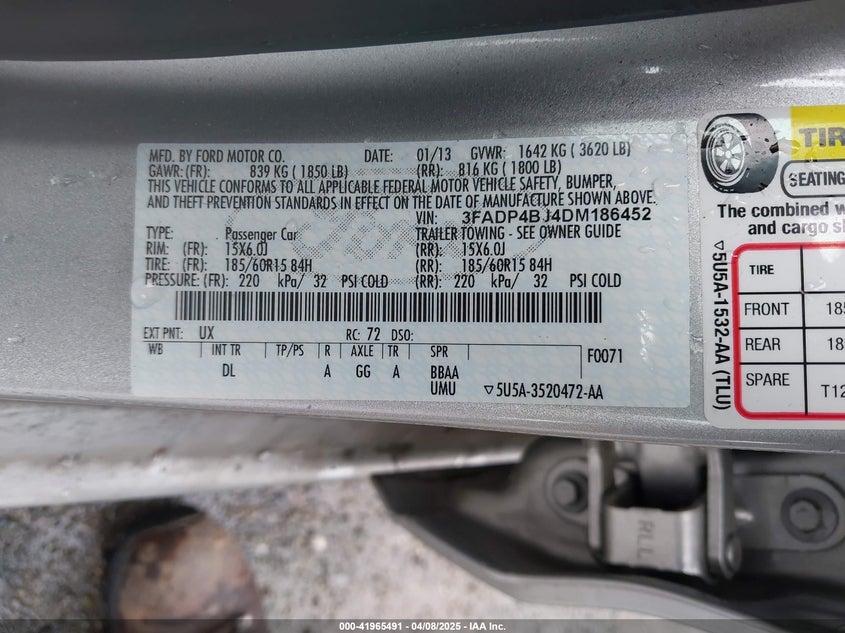 MFD. BY FORD MOTOR CO. DATE: 01/13 GVWR: 1642 KG ( 3620 LB)
GAWR:(FR): 839 KG ( 1850 LB) (RR): 816 KG ( 1800 LB)
THIS VEHICLE CONFORMS TO ALL APPLICABLE FEDERAL MOTOR VEHICLE SAFETY, BUMPER,
AND THEFT PREVENTION STANDARDS IN EFFECT ON THE DATE OF MANUFACTURE SHOWN ABOVE.
VIN: 3FADP4BJ4DM186452
TYPE: Passenger Car TRAILER TOWING - SEE OWNER GUIDE
RIM: (FR): 15X6.0J (RR): 15X6.0J
TIRE: (FR): 185/60R15 84H (RR): 185/60R15 84H
PRESSURE: (FR): 220 kPa/ 32 PSI COLD (RR): 220 kPa/ 32 PSI COLD
EXT PNT: UX RC: 72 DSO:
WB INT TR TP/PS R AXLE TR SPR F0071
DL A GG A BBAA
UMU ▽5U5A-3520472-AA
TIR
SEATING
The combined w
and cargo sh
▽5U5A-1532-AA (TLU)
TIRE
FRONT 185
REAR 18
SPARE T12
RLL
000-41965491 - 04/08/2025 - IAA Inc.